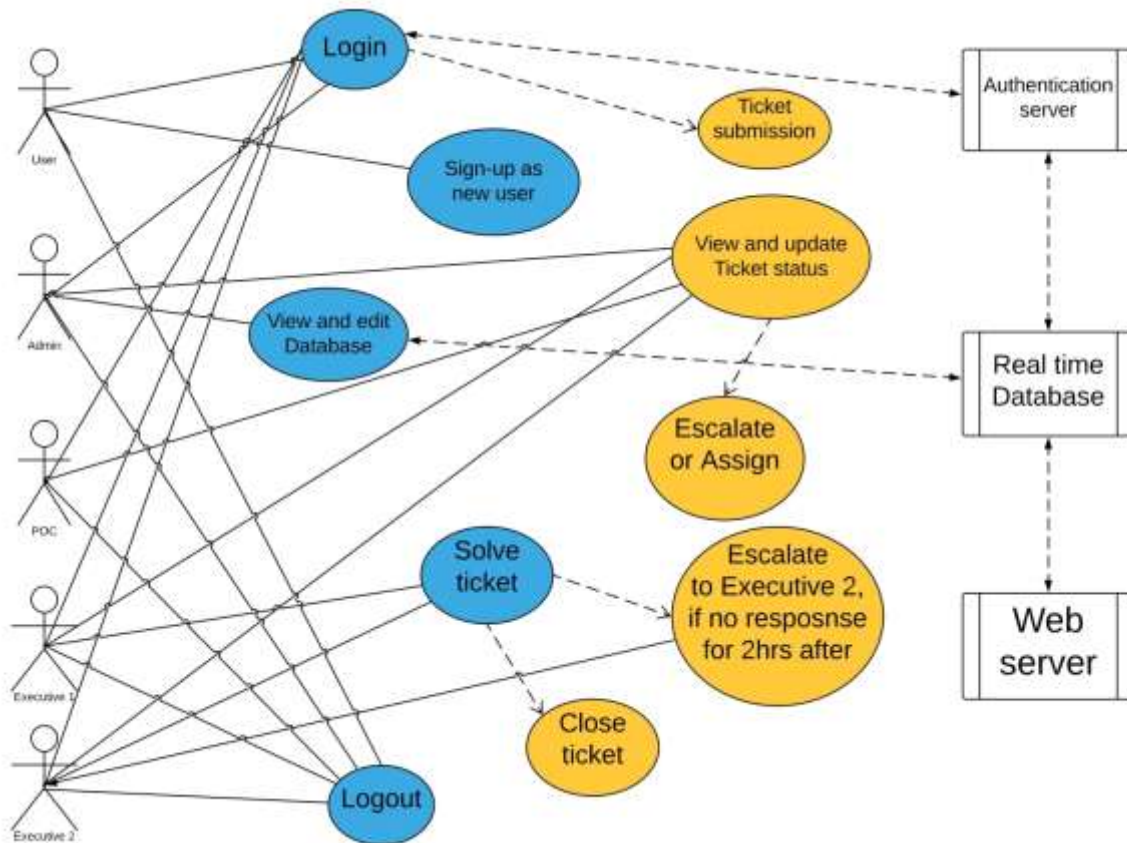 Login
Authentication
server
Ticket
submission
User
Sign-up as
new user
View and update
Ticket status
View and edit
Database
Admin
Real time
Database
Escalate
or Assign
POC
Solve
ticket
Escalate
to Executive 2,
if no resposnse
for 2hrs after
Web
server
Executive 1
Close
ticket
Logout
Executive 2